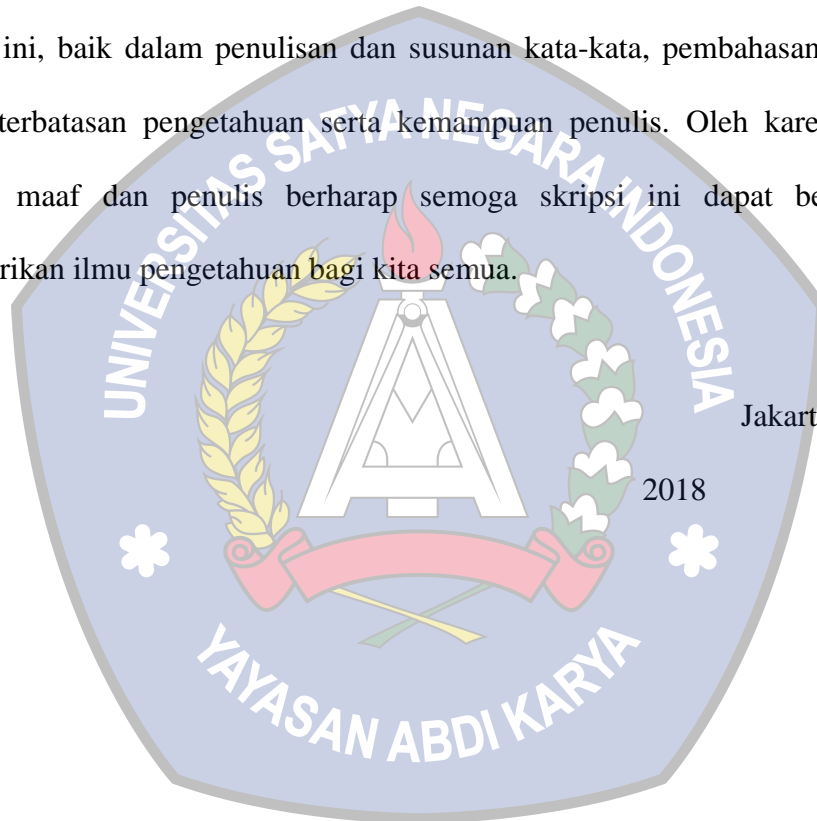 ini, baik dalam penulisan dan susunan kata-kata, pembahasan
terbatasan pengetahuan serta kemampuan penulis. Oleh kare
maaf dan penulis berharap semoga skripsi ini dapat be
rikan ilmu pengetahuan bagi kita semua.
Jakart
2018
UNIVERSITAS SATYA NEGARA INDONESIA
YAYASAN ABDI KARYA